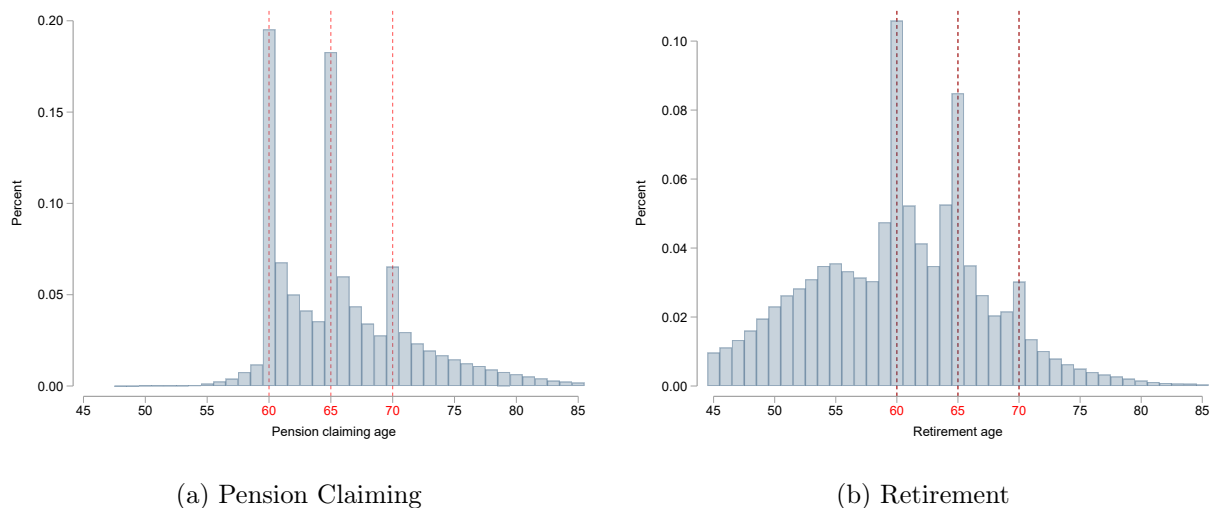 0.20
0.15
0.10
0.05
0.00
Percent
45 50 55 60 65 70 75 80 85
Pension claiming age
(a) Pension Claiming
0.10
0.08
0.06
0.04
0.02
0.00
Percent
45 50 55 60 65 70 75 80 85
Retirement age
(b) Retirement